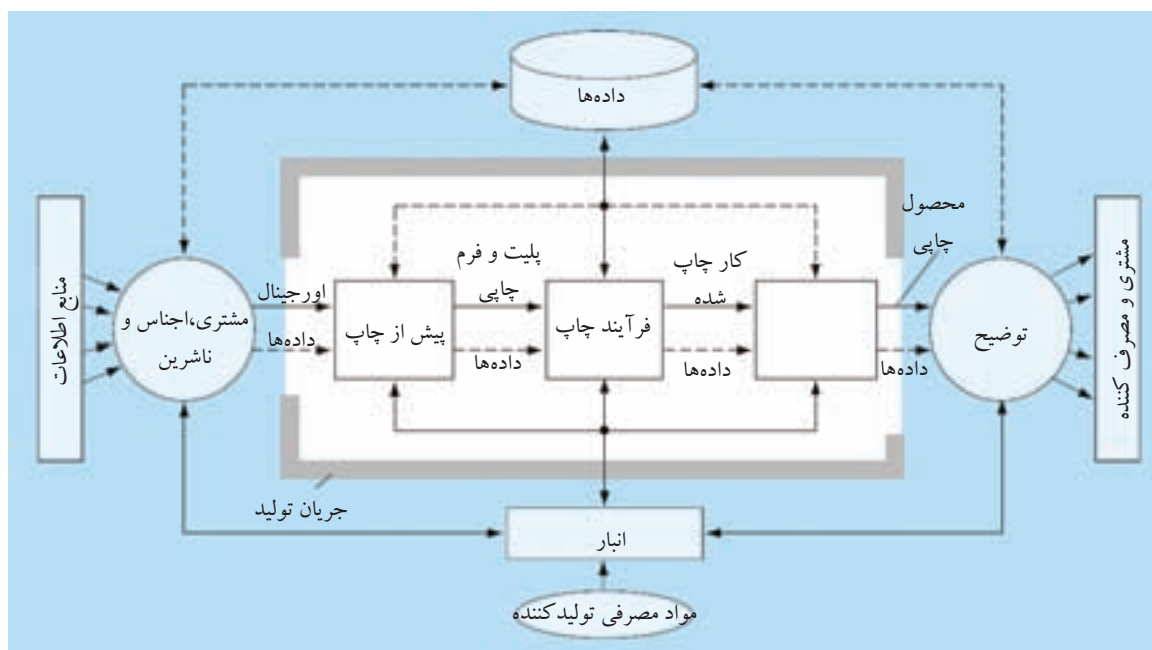 داده‌ها
محصول
چاپی
پلیت و فرم
چاپی
کار چاپ
شده
اورجینال
داده‌ها
منابع اطلاعات
مشتری،اجناس و
ناشرین
پیش از چاپ
داده‌ها
فرآیند چاپ
داده‌ها
داده‌ها
توضیح
مشتری و مصرف کننده
جریان تولید
انبار
مواد مصرفی تولیدکننده